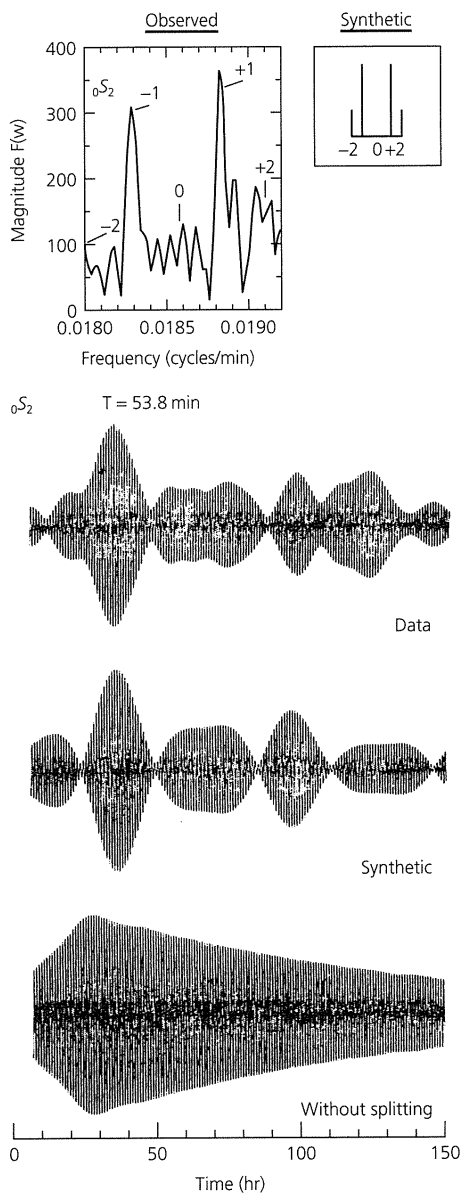 Observed
Synthetic
400
300
200
100
0
Magnitude F(w)
₀S₂
−1
+1
−2
0
+2
0.0180 0.0185 0.0190
Frequency (cycles/min)
−2 0 +2
₀S₂ T = 53.8 min
Data
Synthetic
Without splitting
0 50 100 150
Time (hr)